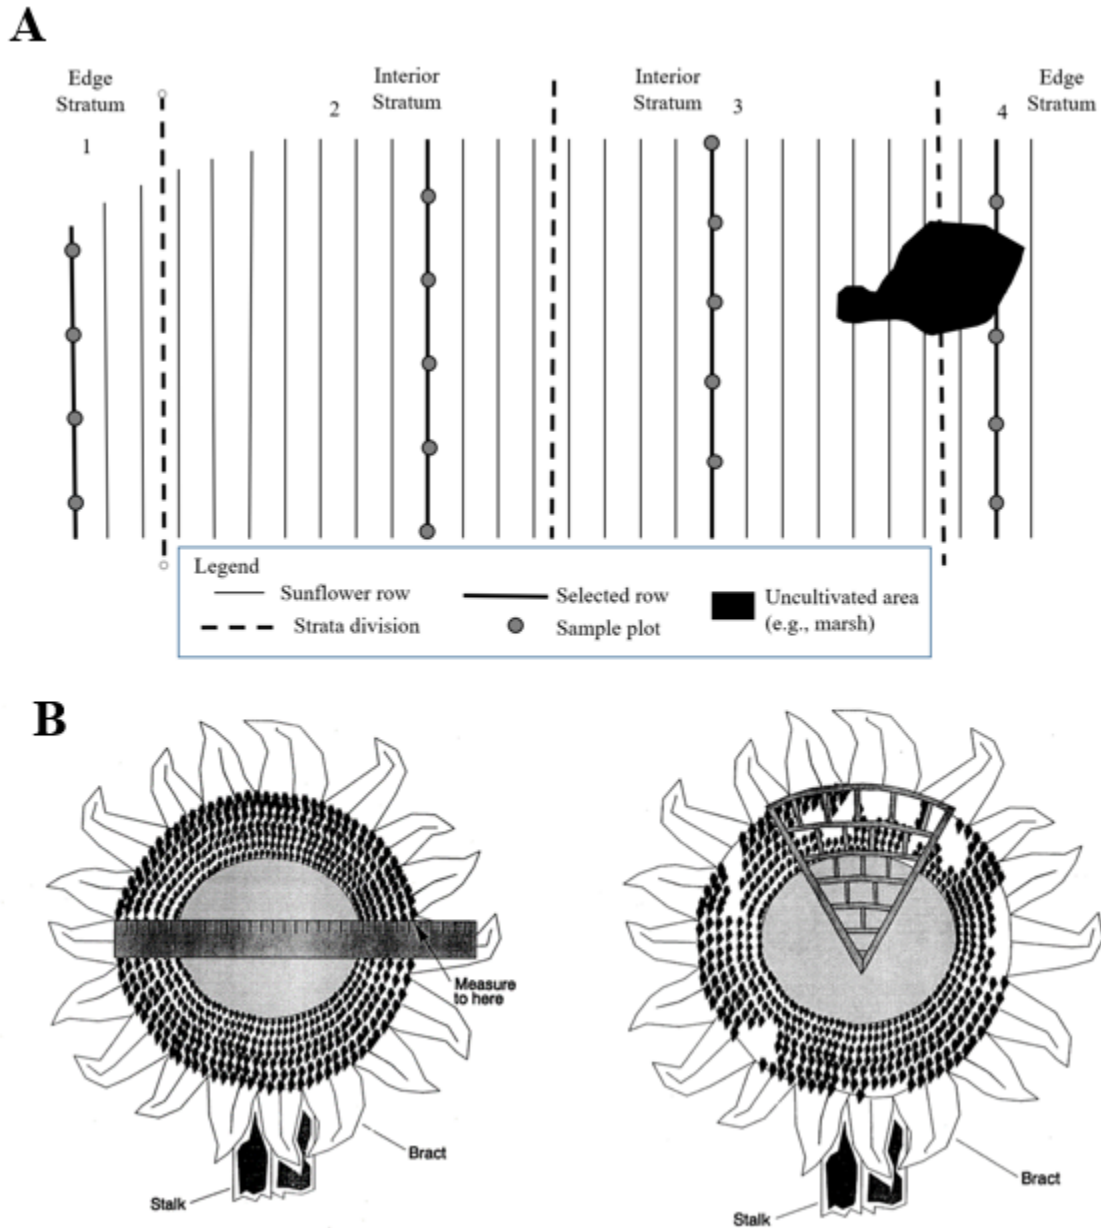 A
Edge
Stratum
1
Interior
Stratum
2
Interior
Stratum
3
Edge
Stratum
4
Legend
Sunflower row
Selected row
Uncultivated area
(e.g., marsh)
Strata division
Sample plot
B
Measure
to here
Bract
Stalk
Bract
Stalk